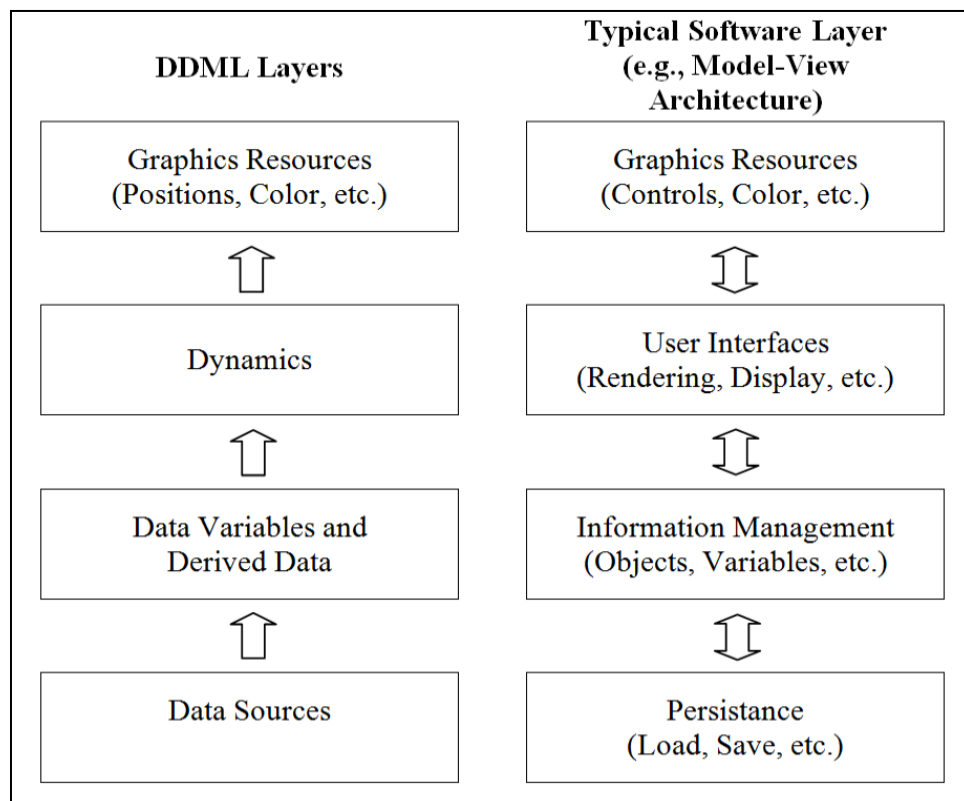 DDML Layers
Graphics Resources
(Positions, Color, etc.)
Dynamics
Data Variables and
Derived Data
Data Sources
Typical Software Layer
(e.g., Model-View
Architecture)
Graphics Resources
(Controls, Color, etc.)
User Interfaces
(Rendering, Display, etc.)
Information Management
(Objects, Variables, etc.)
Persistance
(Load, Save, etc.)